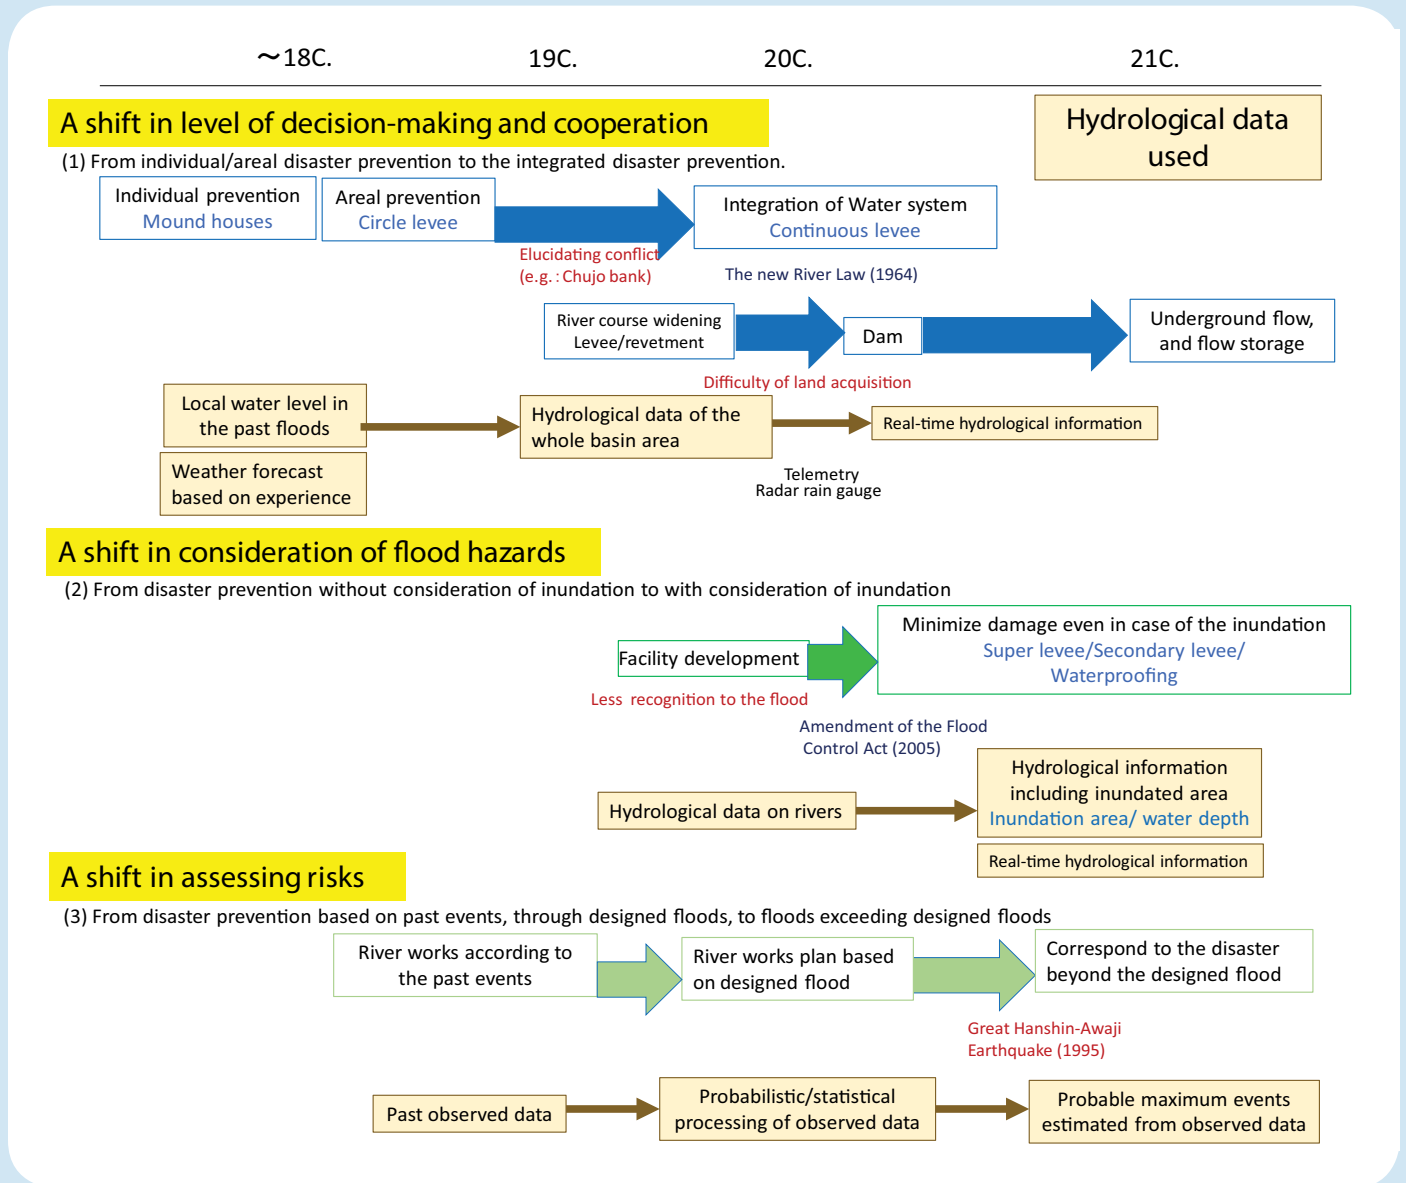 ～18C.
19C.
20C.
21C.
A shift in level of decision-making and cooperation
Hydrological data
used
(1) From individual/areal disaster prevention to the integrated disaster prevention.
Individual prevention
Mound houses
Areal prevention
Circle levee
Integration of Water system
Continuous levee
Elucidating conflict
(e.g.: Chujo bank)
The new River Law (1964)
River course widening
Levee/revetment
Dam
Underground flow,
and flow storage
Difficulty of land acquisition
Local water level in
the past floods
Hydrological data of the
whole basin area
Real-time hydrological information
Weather forecast
based on experience
Telemetry
Radar rain gauge
A shift in consideration of flood hazards
(2) From disaster prevention without consideration of inundation to with consideration of inundation
Facility development
Minimize damage even in case of the inundation
Super levee/Secondary levee/
Waterproofing
Less recognition to the flood
Amendment of the Flood
Control Act (2005)
Hydrological data on rivers
Hydrological information
including inundated area
Inundation area/ water depth
Real-time hydrological information
A shift in assessing risks
(3) From disaster prevention based on past events, through designed floods, to floods exceeding designed floods
River works according to
the past events
River works plan based
on designed flood
Correspond to the disaster
beyond the designed flood
Great Hanshin-Awaji
Earthquake (1995)
Past observed data
Probabilistic/statistical
processing of observed data
Probable maximum events
estimated from observed data